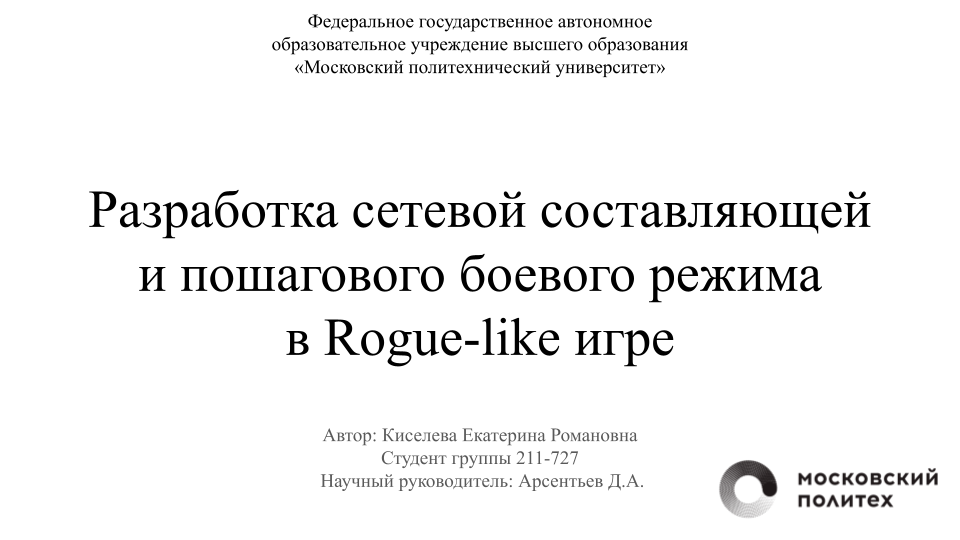 Федеральное государственное автономное
образовательное учреждение высшего образования
«Московский политехнический университет»
Разработка сетевой составляющей
и пошагового боевого режима
в Rogue-like игре
Автор: Киселева Екатерина Романовна
Студент группы 211-727
Научный руководитель: Арсентьев Д.А.
московский
политех